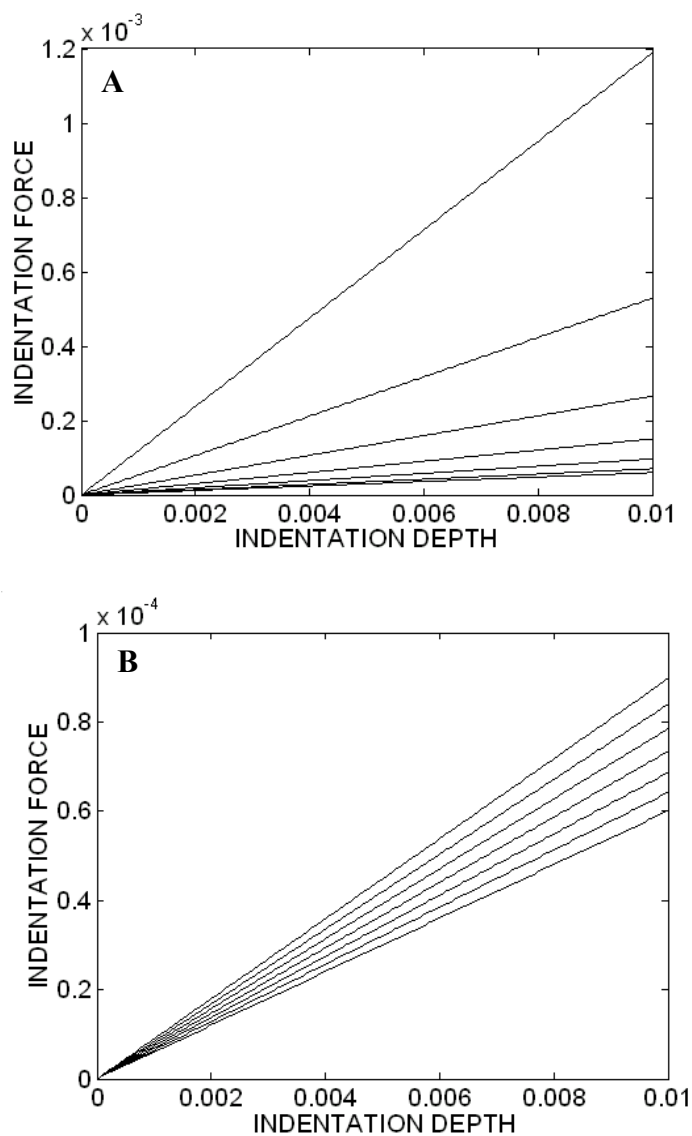 x 10^-3
1.2
A
1
0.8
0.6
0.4
0.2
0
INDENTATION FORCE
0 0.002 0.004 0.006 0.008 0.01
INDENTATION DEPTH
x 10^-4
1
B
0.8
0.6
0.4
0.2
0
INDENTATION FORCE
0 0.002 0.004 0.006 0.008 0.01
INDENTATION DEPTH